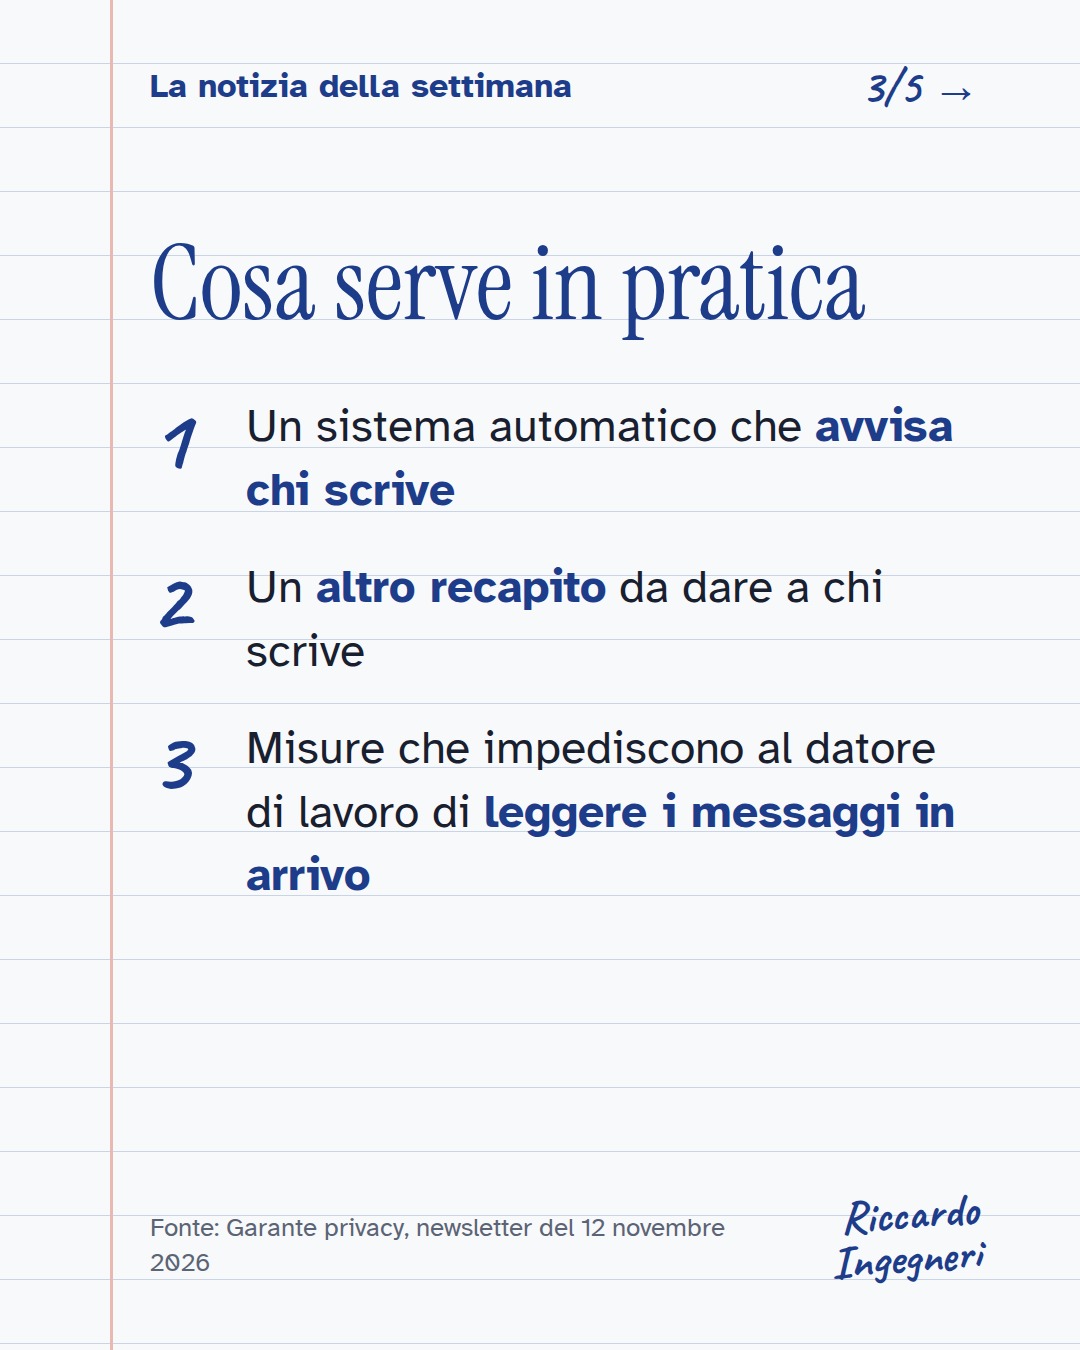 La notizia della settimana
3/5 →
Cosa serve in pratica
1 Un sistema automatico che avvisa
chi scrive
2 Un altro recapito da dare a chi
scrive
3 Misure che impediscono al datore
di lavoro di leggere i messaggi in
arrivo
Fonte: Garante privacy, newsletter del 12 novembre
2026
Riccardo
Ingegneri